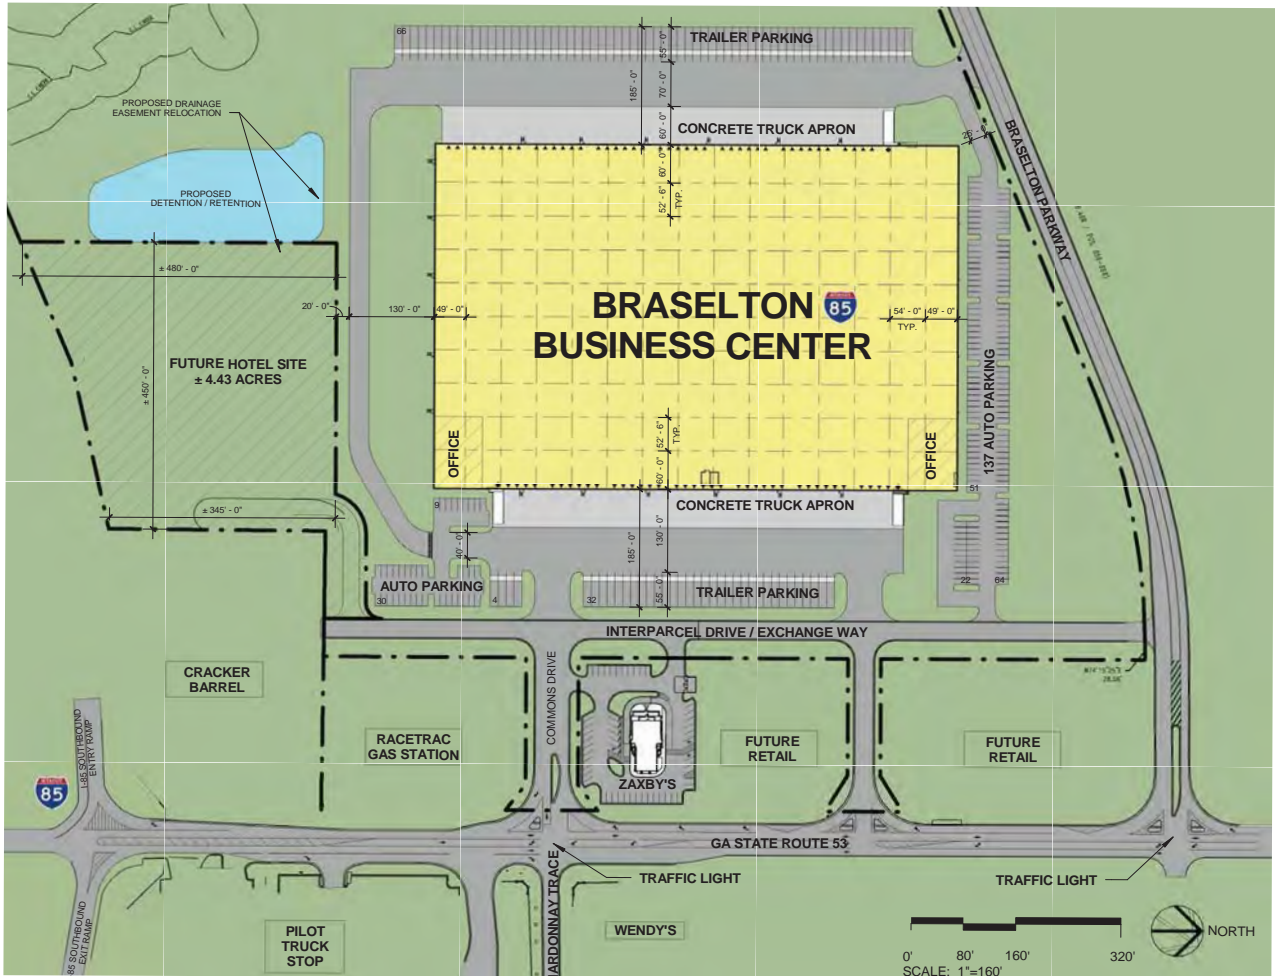 66
TRAILER PARKING
55' - 0"
185' - 0"
70' - 0"
PROPOSED DRAINAGE
EASEMENT RELOCATION
CONCRETE TRUCK APRON
60' - 0"
BRASELTON PARKWAY
60' - 0"
PROPOSED
DETENTION / RETENTION
52' - 6"
TYP.
± 480' - 0"
20' - 0"
130' - 0"
49' - 0"
BRASELTON 85
BUSINESS CENTER
54' - 0"
49' - 0"
TYP.
FUTURE HOTEL SITE
± 4.43 ACRES
± 450' - 0"
137 AUTO PARKING
52' - 6"
TYP.
OFFICE
OFFICE
60' - 0"
51
9
± 345' - 0"
CONCRETE TRUCK APRON
130' - 0"
185' - 0"
40' - 0"
AUTO PARKING
30
4
32
55' - 0"
TRAILER PARKING
22
64
INTERPARCEL DRIVE / EXCHANGE WAY
CRACKER
BARREL
COMMONS DRIVE
RACETRAC
GAS STATION
ZAXBY'S
FUTURE
RETAIL
FUTURE
RETAIL
I-85 SOUTHBOUND
ENTRY RAMP
85
GA STATE ROUTE 53
TRAFFIC LIGHT
TRAFFIC LIGHT
85 SOUTHBOUND
EXIT RAMP
PILOT
TRUCK
STOP
ARDONNAY TRACE
WENDY'S
NORTH
0'
80'
160'
320'
SCALE: 1"=160'